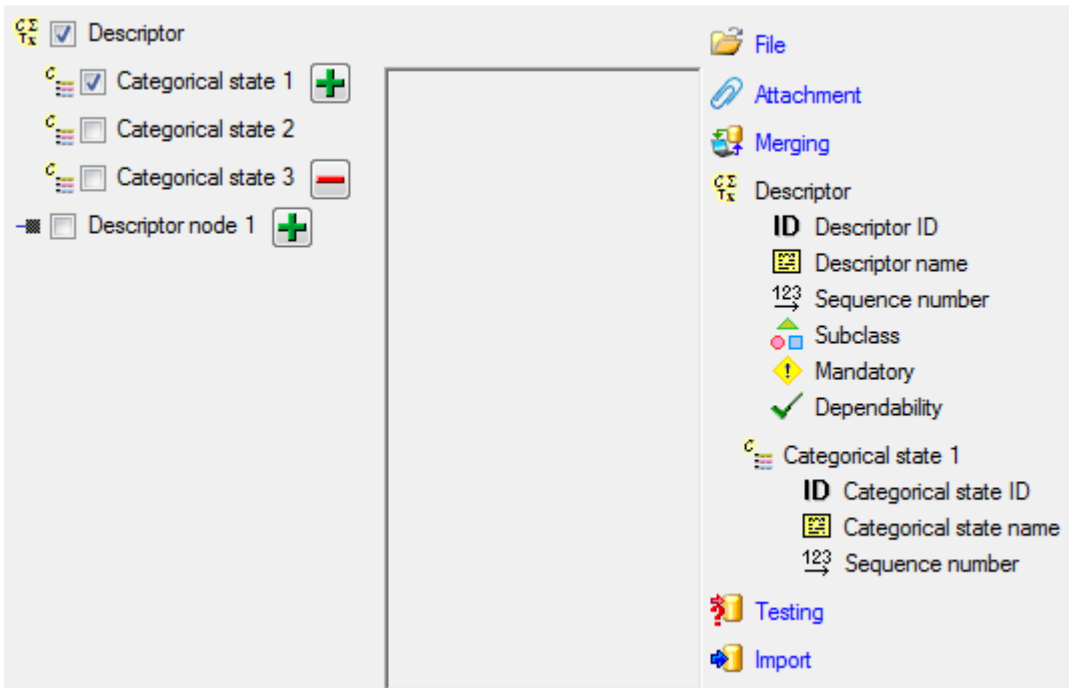 Descriptor
Categorical state 1
Categorical state 2
Categorical state 3
Descriptor node 1
File
Attachment
Merging
Descriptor
ID Descriptor ID
Descriptor name
123 Sequence number
Subclass
Mandatory
Dependability
Categorical state 1
ID Categorical state ID
Categorical state name
123 Sequence number
Testing
Import